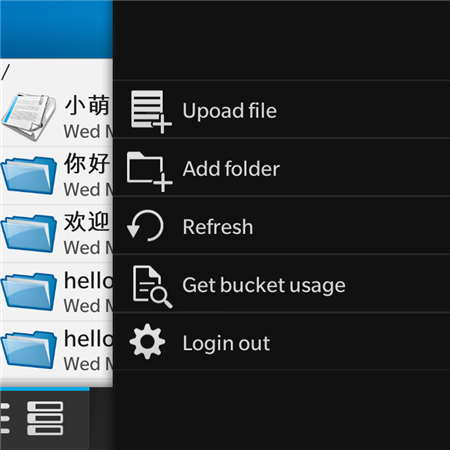 /
小萌
Wed M
你好
Wed M
欢迎
Wed M
hello
Wed M
hello
Wed M
Upoad file
Add folder
Refresh
Get bucket usage
Login out